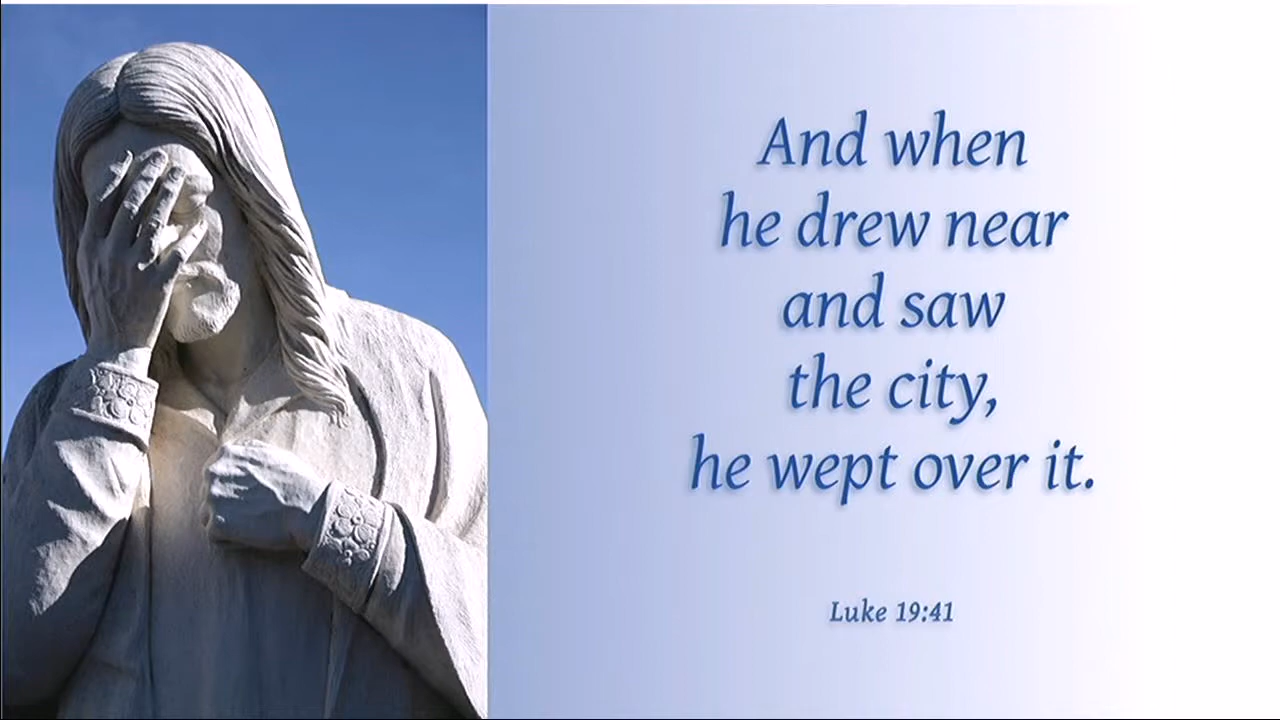 And when
he drew near
and saw
the city,
he wept over it.
Luke 19:41